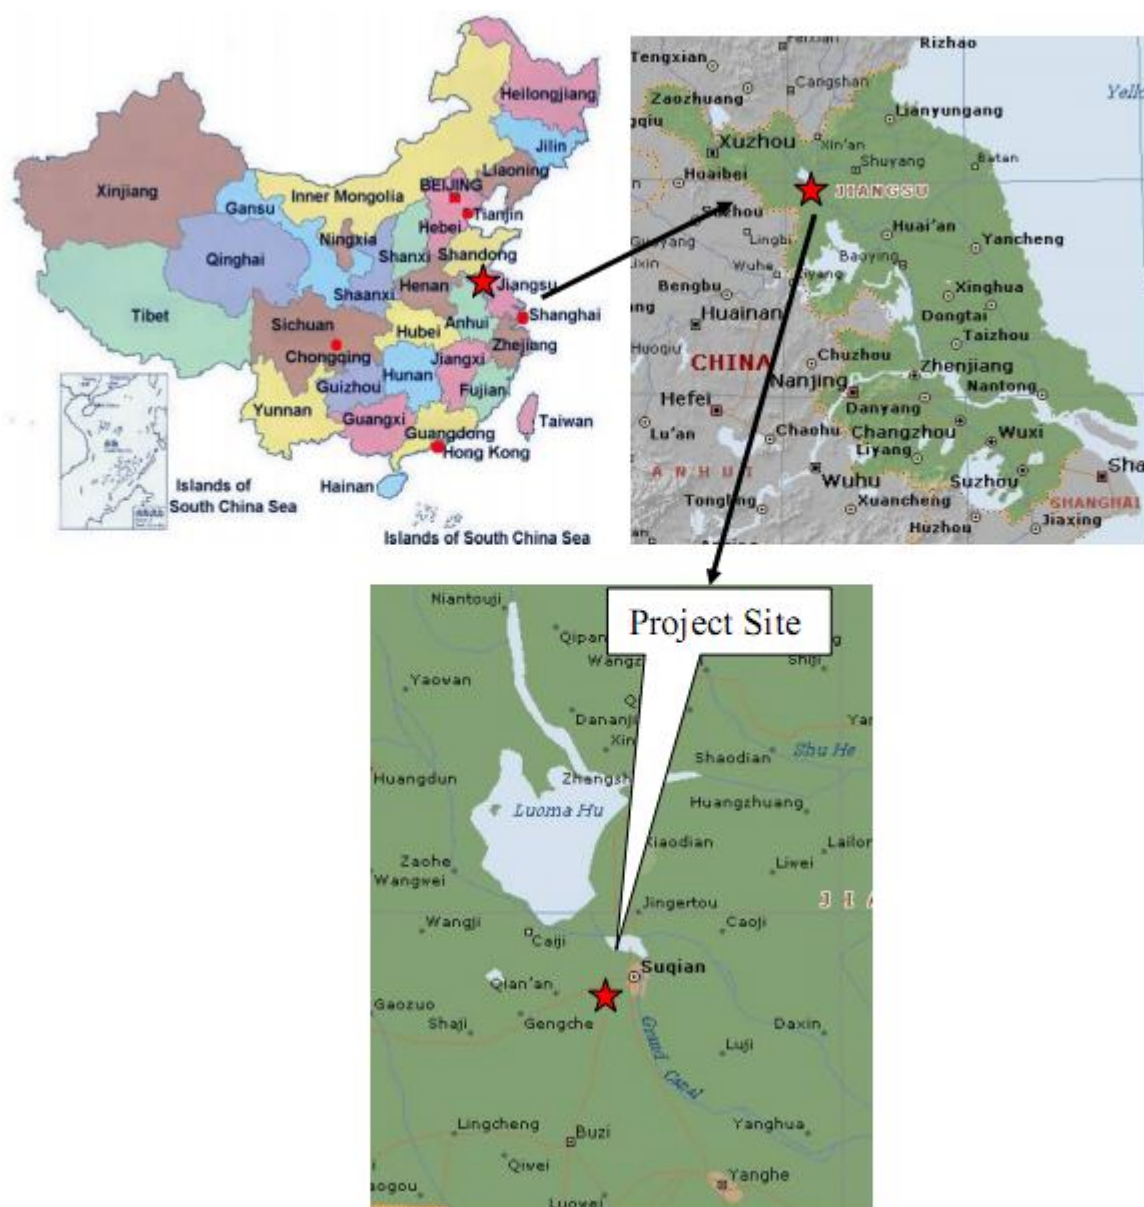 Heilongjiang
Jilin
Liaoning
Xinjiang
Inner Mongolia
BEIJING
Gansu
Tianjin
Hebei
Ningxia
Shandong
Shanxi
Qinghai
Henan
Jiangsu
Shaanxi
Tibet
Shanghai
Sichuan
Hubei
Anhui
Zhejiang
Chongqing
Hunan
Jiangxi
Guizhou
Fujian
Yunnan
Guangxi
Taiwan
Guangdong
Hong Kong
Hainan
Islands of
South China Sea
Islands of South China Sea
Rizhao
Tengxian
Cangshan
Zaozhuang
Lianyungang
Xuzhou
Xin'an
Shuyang
Batan
Huaibei
JIANGSU
Huai'an
Lingbi
Yancheng
Baoying
Wuhe
Bengbu
Xinghua
Huainan
Dongtai
Taizhou
Chuzhou
CHINA
Zhenjiang
Nanjing
Nantong
Hefei
Danyang
Changzhou
Wuxi
Lu'an
Chaohu
Liyang
ANHUI
Wuhu
Suzhou
SHANGHAI
Tongling
Xuancheng
Huzhou
Jiaxing
Project Site
Niantouji
Shiji
Yaowan
Shu He
Shaodian
Huangdun
Luoma Hu
Huangzhuang
Xiaodian
Zaohe
Liwei
Wangwei
Jingertou
Wangji
Caoji
Caiji
Suqian
Qian'an
Gaozuo
Shaji
Gengche
Daxin
Grand Canal
Luji
Lingcheng
Buzi
Yanghua
Qiwei
Yanghe